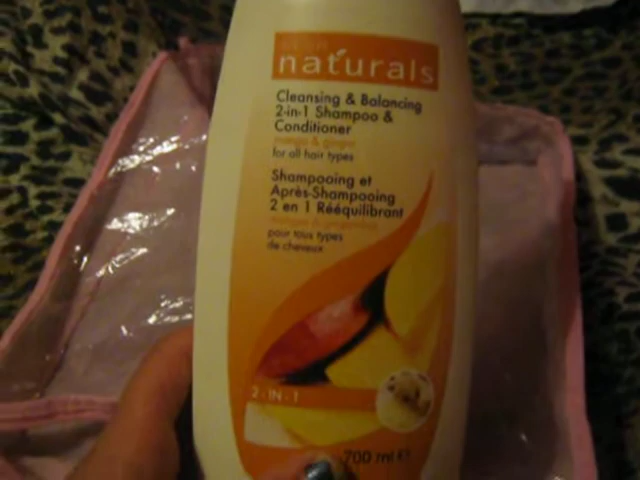 naturals
Cleansing & Balancing
2-in-1 Shampoo &
Conditioner
mango & ginger
for all hair types
Shampooing et
Après-Shampooing
2 en 1 Rééquilibrant
pour tous types
de cheveux
2-IN-1
700 ml e